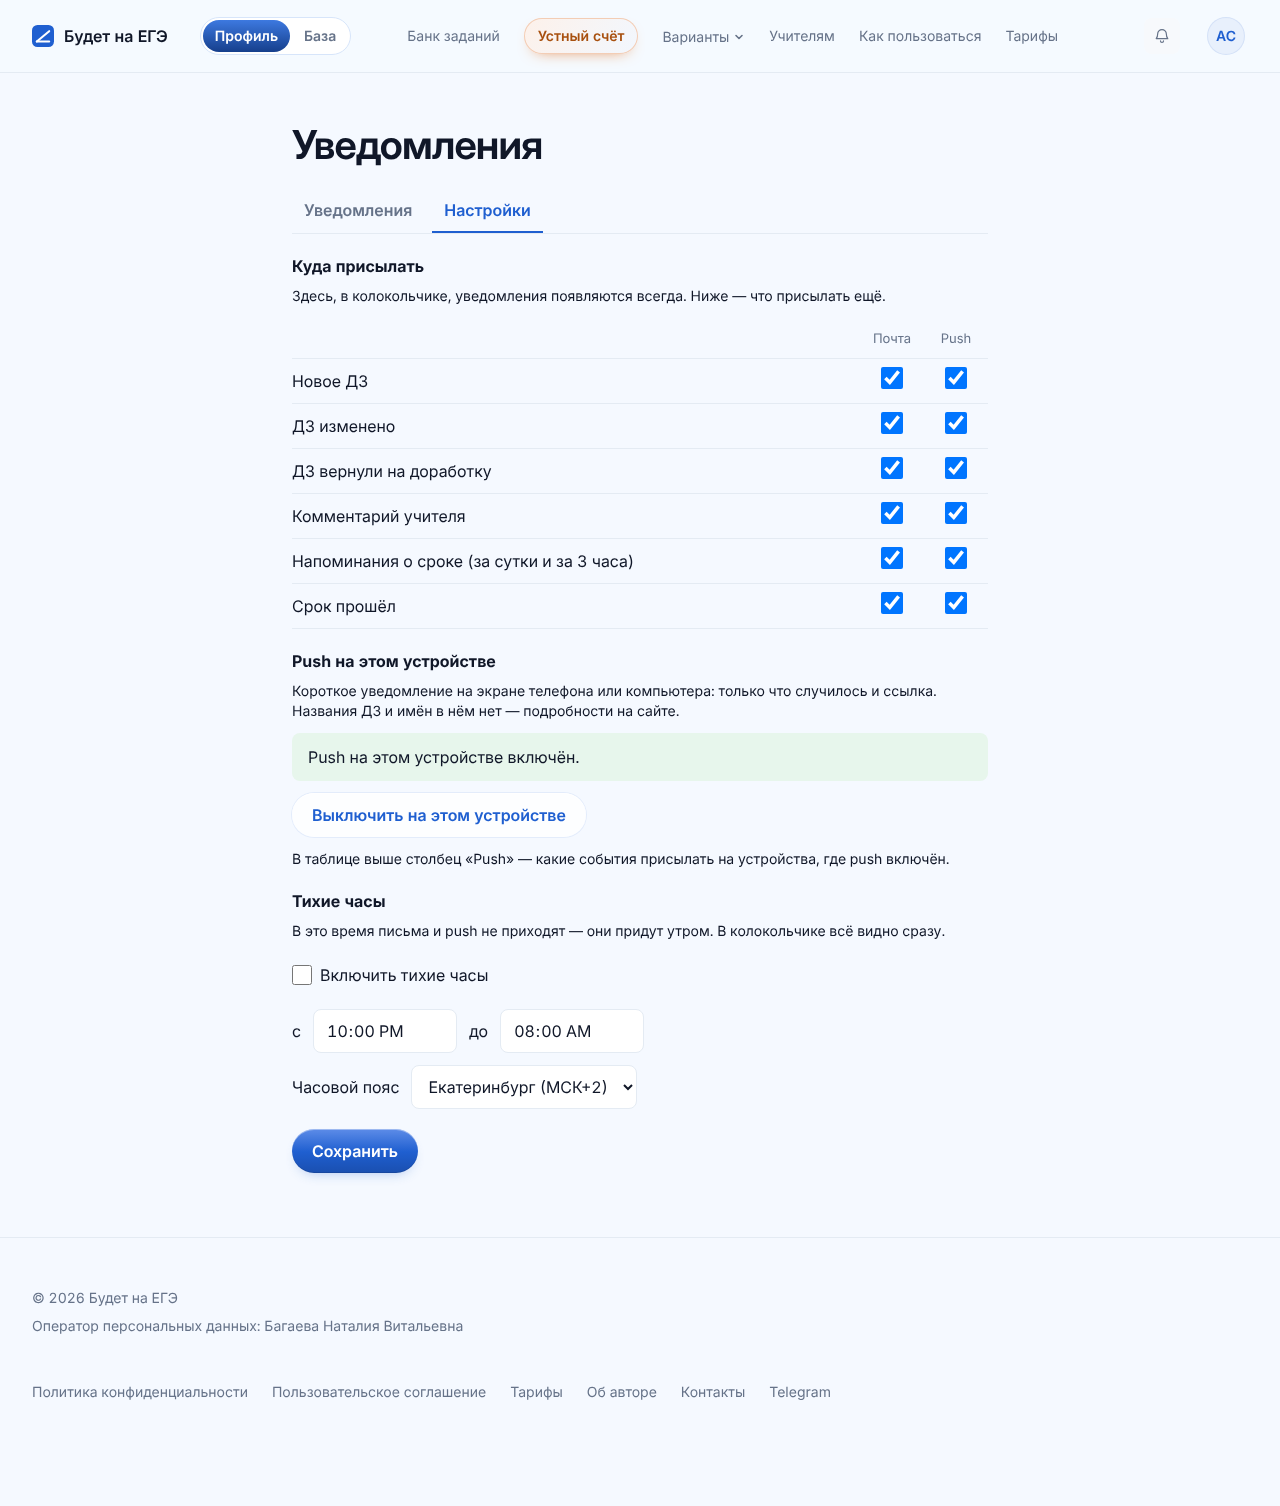 Будет на ЕГЭ Профиль База Банк заданий Устный счёт Варианты Учителям Как пользоваться Тарифы АС
Уведомления
Уведомления Настройки
Куда присылать
Здесь, в колокольчике, уведомления появляются всегда. Ниже — что присылать ещё.
Почта Push
Новое ДЗ
ДЗ изменено
ДЗ вернули на доработку
Комментарий учителя
Напоминания о сроке (за сутки и за 3 часа)
Срок прошёл
Push на этом устройстве
Короткое уведомление на экране телефона или компьютера: только что случилось и ссылка.
Названия ДЗ и имён в нём нет — подробности на сайте.
Push на этом устройстве включён.
Выключить на этом устройстве
В таблице выше столбец «Push» — какие события присылать на устройства, где push включён.
Тихие часы
В это время письма и push не приходят — они придут утром. В колокольчике всё видно сразу.
Включить тихие часы
с 10:00 PM до 08:00 AM
Часовой пояс Екатеринбург (МСК+2)
Сохранить
© 2026 Будет на ЕГЭ
Оператор персональных данных: Багаева Наталия Витальевна
Политика конфиденциальности Пользовательское соглашение Тарифы Об авторе Контакты Telegram